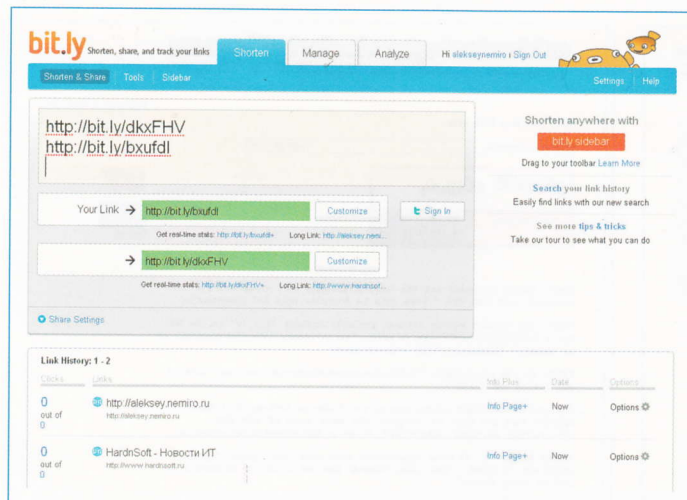 bit.ly Shorten, share, and track your links Shorten Manage Analyze Hi alekseynemiro | Sign Out
Shorten & Share Tools Sidebar Settings Help
http://bit.ly/dkxFHV
http://bit.ly/bxufdI
Your Link → http://bit.ly/bxufdI Customize t Sign In
Get real-time stats: http://bit.ly/bxufdI+ Long Link: http://aleksey.nemi...
→ http://bit.ly/dkxFHV Customize
Get real-time stats: http://bit.ly/dkxFHV+ Long Link: http://www.hardnsof...
Share Settings
Shorten anywhere with
bit.ly sidebar
Drag to your toolbar Learn More
Search your link history
Easily find links with our new search
See more tips & tricks
Take our tour to see what you can do
Link History: 1 - 2
Clicks Links Info Plus Date Options
0 http://aleksey.nemiro.ru Info Page+ Now Options
out of http://aleksey.nemiro.ru
0
0 HardnSoft - Новости ИТ Info Page+ Now Options
out of http://www.hardnsoft.ru
0